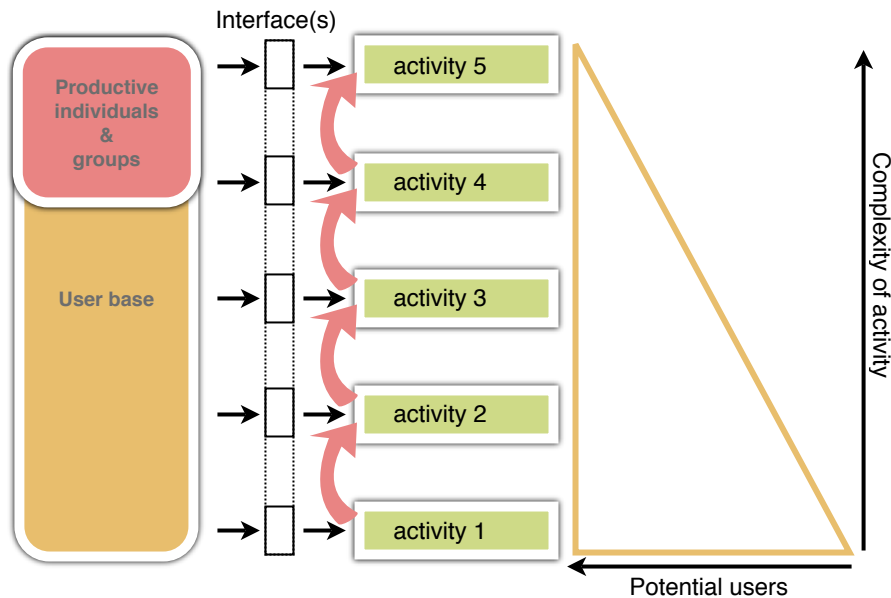 Interface(s)
Productive
individuals
&
groups
User base
activity 5
activity 4
activity 3
activity 2
activity 1
Complexity of activity
Potential users